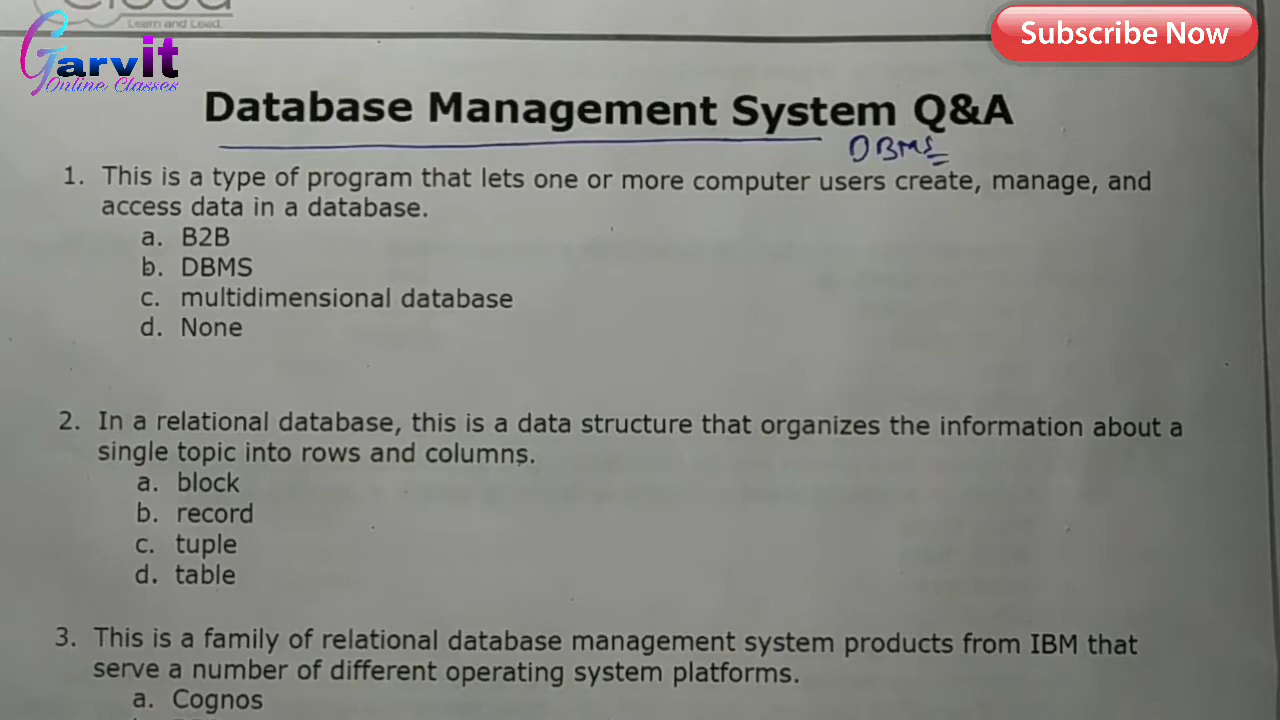 Learn and Lead
Garvit
Online Classes
Subscribe Now
Database Management System Q&A
DBMS
1. This is a type of program that lets one or more computer users create, manage, and
access data in a database.
a. B2B
b. DBMS
c. multidimensional database
d. None
2. In a relational database, this is a data structure that organizes the information about a
single topic into rows and columns.
a. block
b. record
c. tuple
d. table
3. This is a family of relational database management system products from IBM that
serve a number of different operating system platforms.
a. Cognos